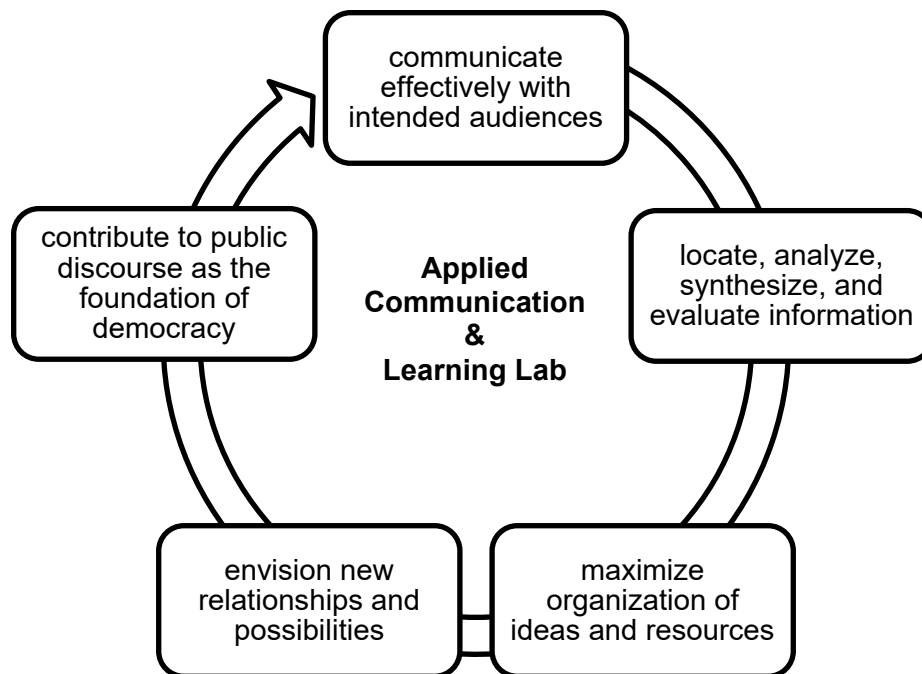 communicate
effectively with
intended audiences
locate, analyze,
synthesize, and
evaluate information
maximize
organization of
ideas and resources
envision new
relationships and
possibilities
contribute to public
discourse as the
foundation of
democracy
Applied
Communication
&
Learning Lab